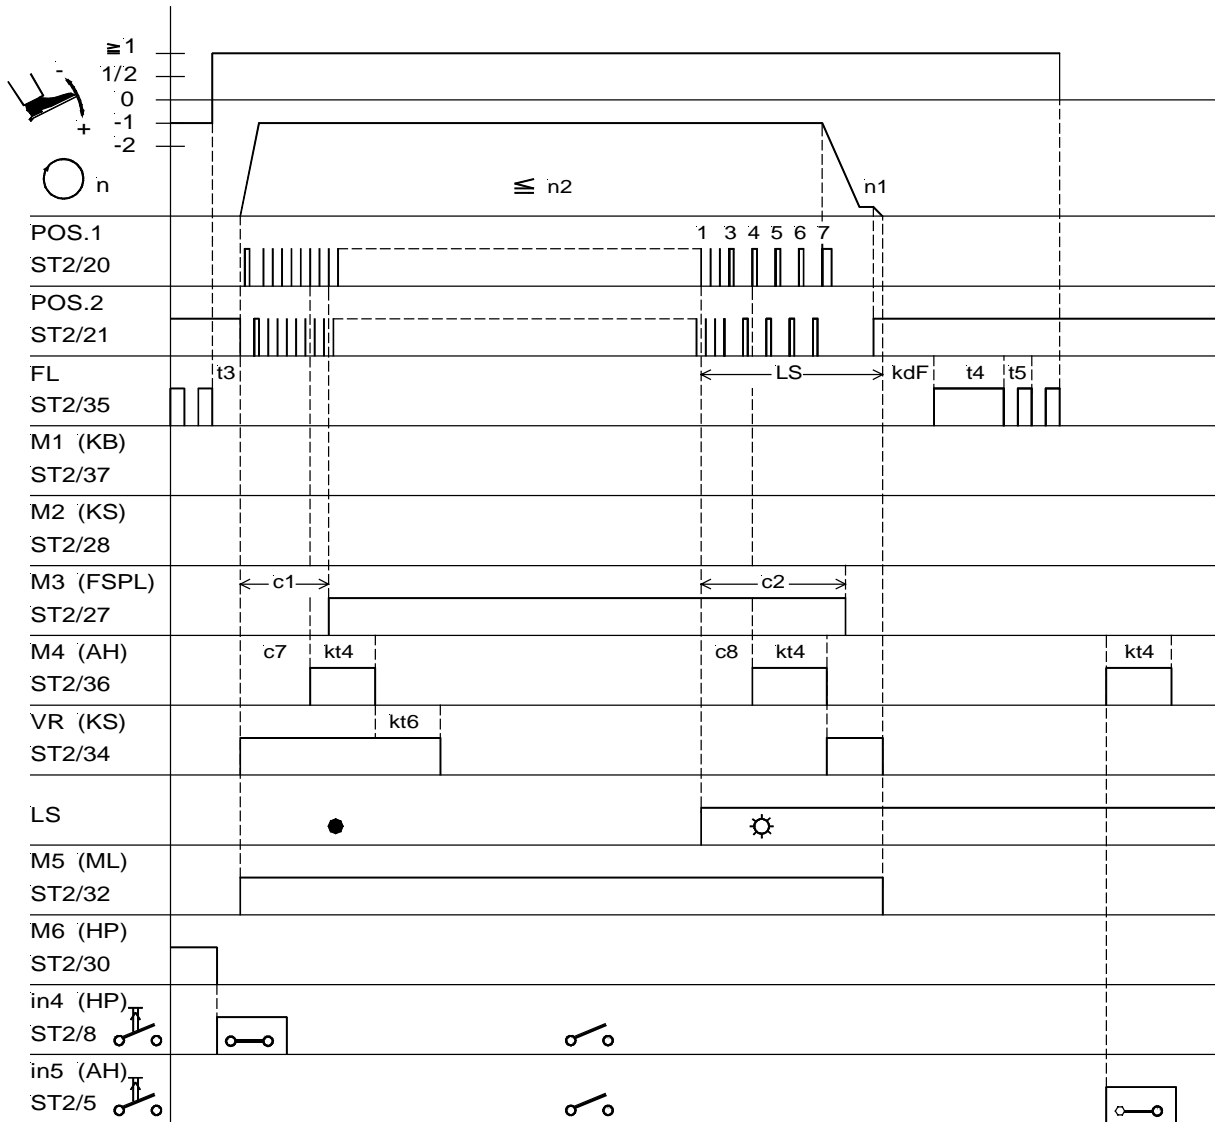 ≧ 1
1/2
-
0
-1
+
-2
n
≦ n2
n1
POS.1
1 3 4 5 6 7
ST2/20
POS.2
ST2/21
FL
t3
LS
kdF
t4
t5
ST2/35
M1 (KB)
ST2/37
M2 (KS)
ST2/28
M3 (FSPL)
c1
c2
ST2/27
M4 (AH)
c7
kt4
c8
kt4
kt4
ST2/36
VR (KS)
kt6
ST2/34
LS
M5 (ML)
ST2/32
M6 (HP)
ST2/30
in4 (HP)
ST2/8
in5 (AH)
ST2/5